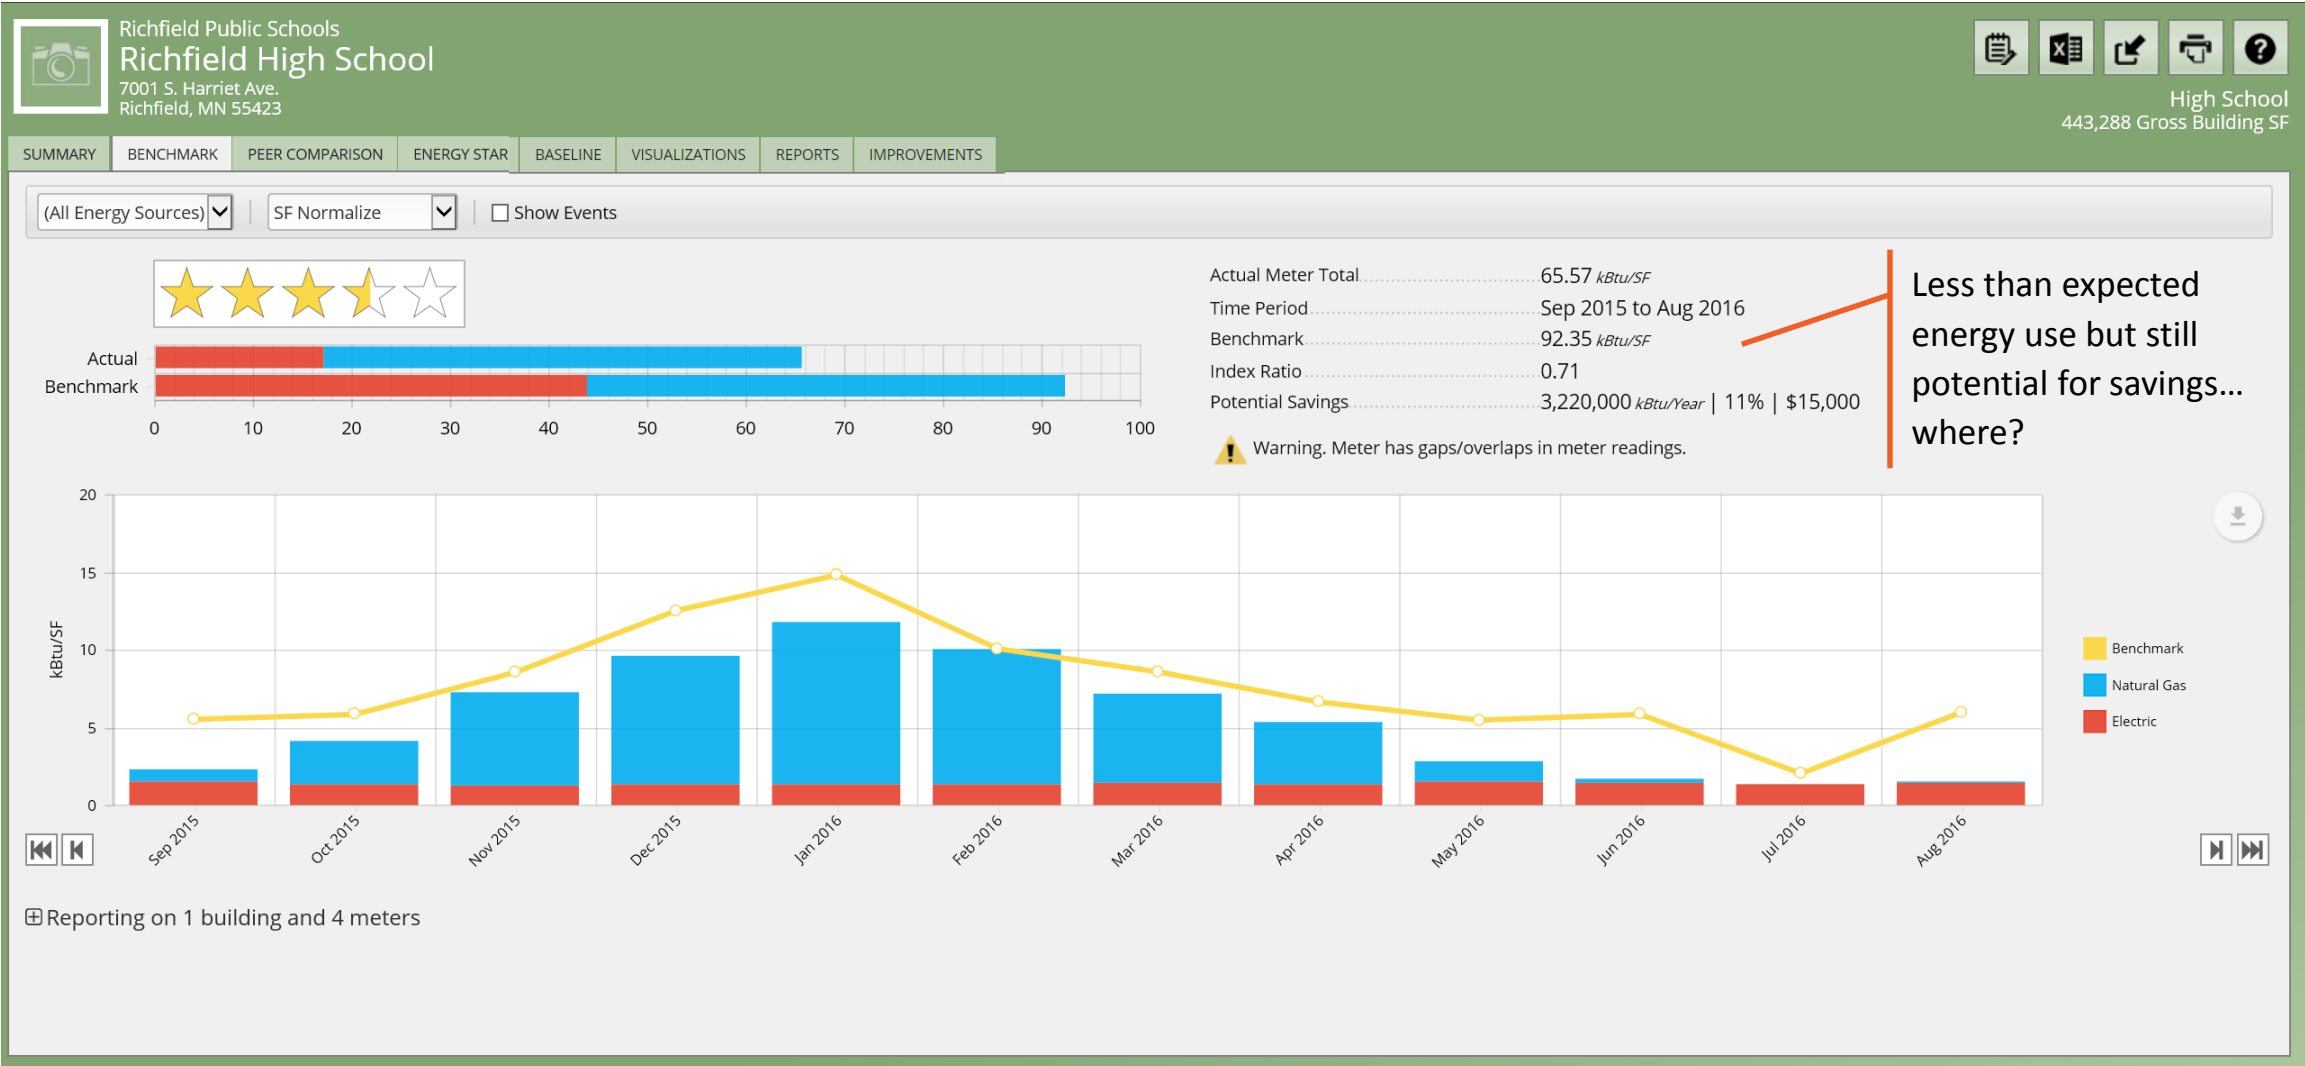 Richfield Public Schools
Richfield High School
7001 S. Harriet Ave.
Richfield, MN 55423
High School
443,288 Gross Building SF
SUMMARY
BENCHMARK
PEER COMPARISON
ENERGY STAR
BASELINE
VISUALIZATIONS
REPORTS
IMPROVEMENTS
(All Energy Sources)
SF Normalize
Show Events
Actual
Benchmark
0 10 20 30 40 50 60 70 80 90 100
Actual Meter Total 65.57 kBtu/SF
Time Period Sep 2015 to Aug 2016
Benchmark 92.35 kBtu/SF
Index Ratio 0.71
Potential Savings 3,220,000 kBtu/Year | 11% | $15,000
Warning. Meter has gaps/overlaps in meter readings.
Less than expected
energy use but still
potential for savings...
where?
20
15
10
5
0
kBtu/SF
Sep 2015
Oct 2015
Nov 2015
Dec 2015
Jan 2016
Feb 2016
Mar 2016
Apr 2016
May 2016
Jun 2016
Jul 2016
Aug 2016
Benchmark
Natural Gas
Electric
Reporting on 1 building and 4 meters